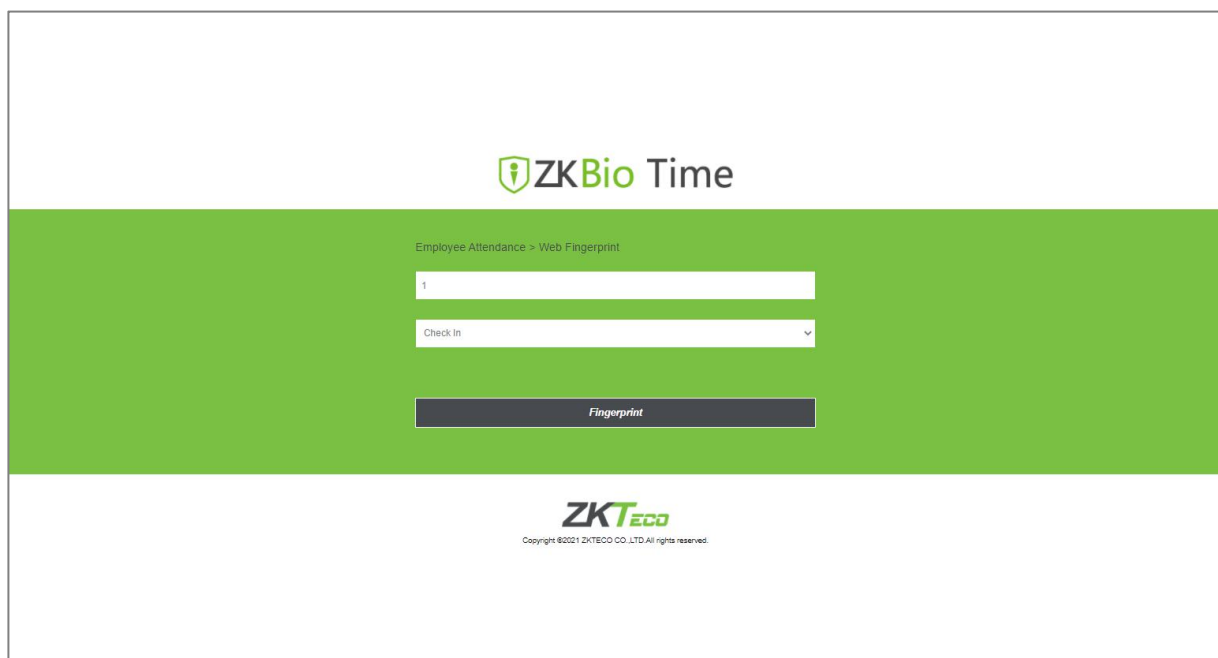 ZKBio Time
Employee Attendance > Web Fingerprint
1
Check In
Fingerprint
ZKTECO
Copyright ©2021 ZKTECO CO.,LTD.All rights reserved.